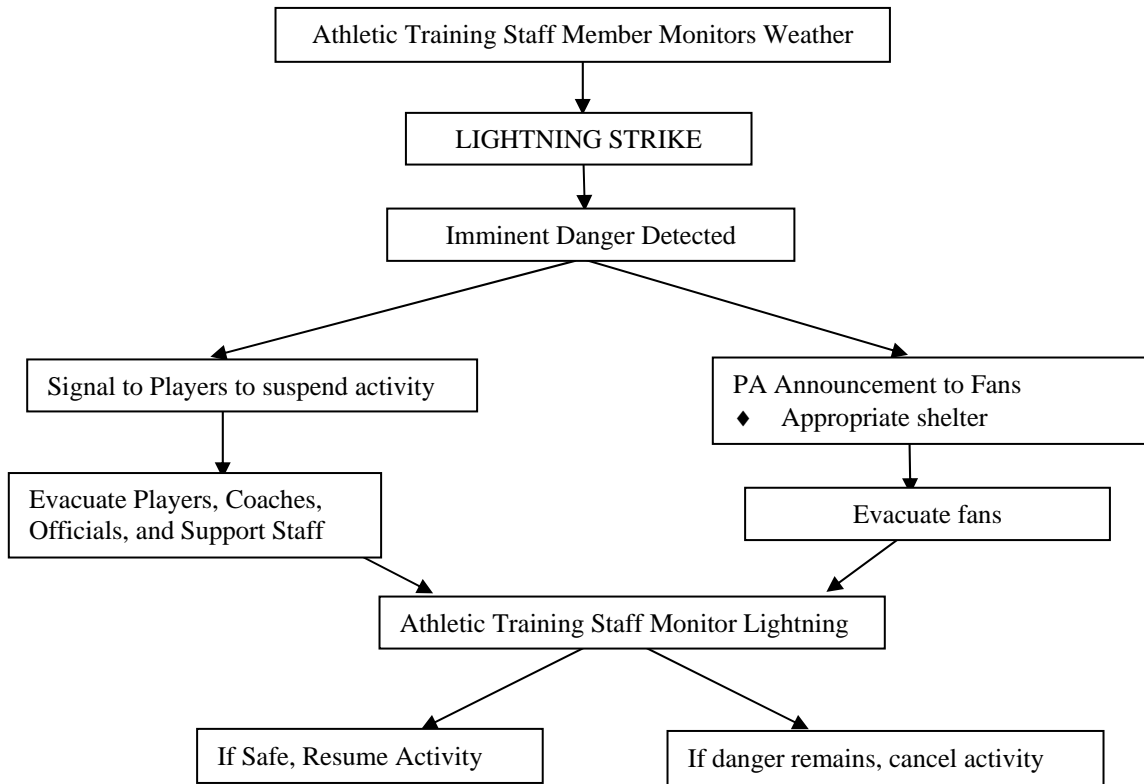 Athletic Training Staff Member Monitors Weather
LIGHTNING STRIKE
Imminent Danger Detected
Signal to Players to suspend activity
PA Announcement to Fans
♦ Appropriate shelter
Evacuate Players, Coaches,
Officials, and Support Staff
Evacuate fans
Athletic Training Staff Monitor Lightning
If Safe, Resume Activity
If danger remains, cancel activity